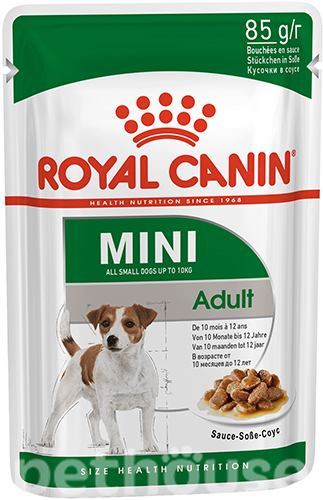 85 g/г
Bouchées en sauce
Stückchen in Soße
Кусочки в соусе
ROYAL CANIN
HEALTH NUTRITION SINCE 1968
MINI
ALL SMALL DOGS UP TO 10KG
Adult
De 10 mois à 12 ans
Von 10 Monate bis 12 Jahre
Van 10 maanden tot 12 jaar
В возрасте от
10 месяцев до 12 лет
Sauce-Soße-Соус
SIZE HEALTH NUTRITION
pethouse